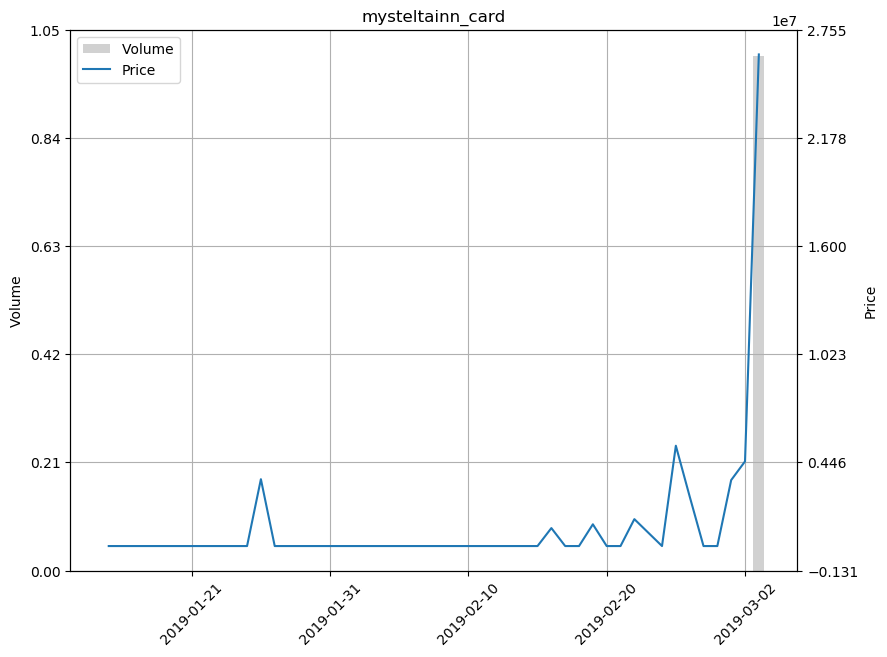 mysteltainn_card
1e7
Volume
Price
1.05
0.84
0.63
0.42
0.21
0.00
Volume
2.755
2.178
1.600
1.023
0.446
−0.131
Price
2019-01-21
2019-01-31
2019-02-10
2019-02-20
2019-03-02